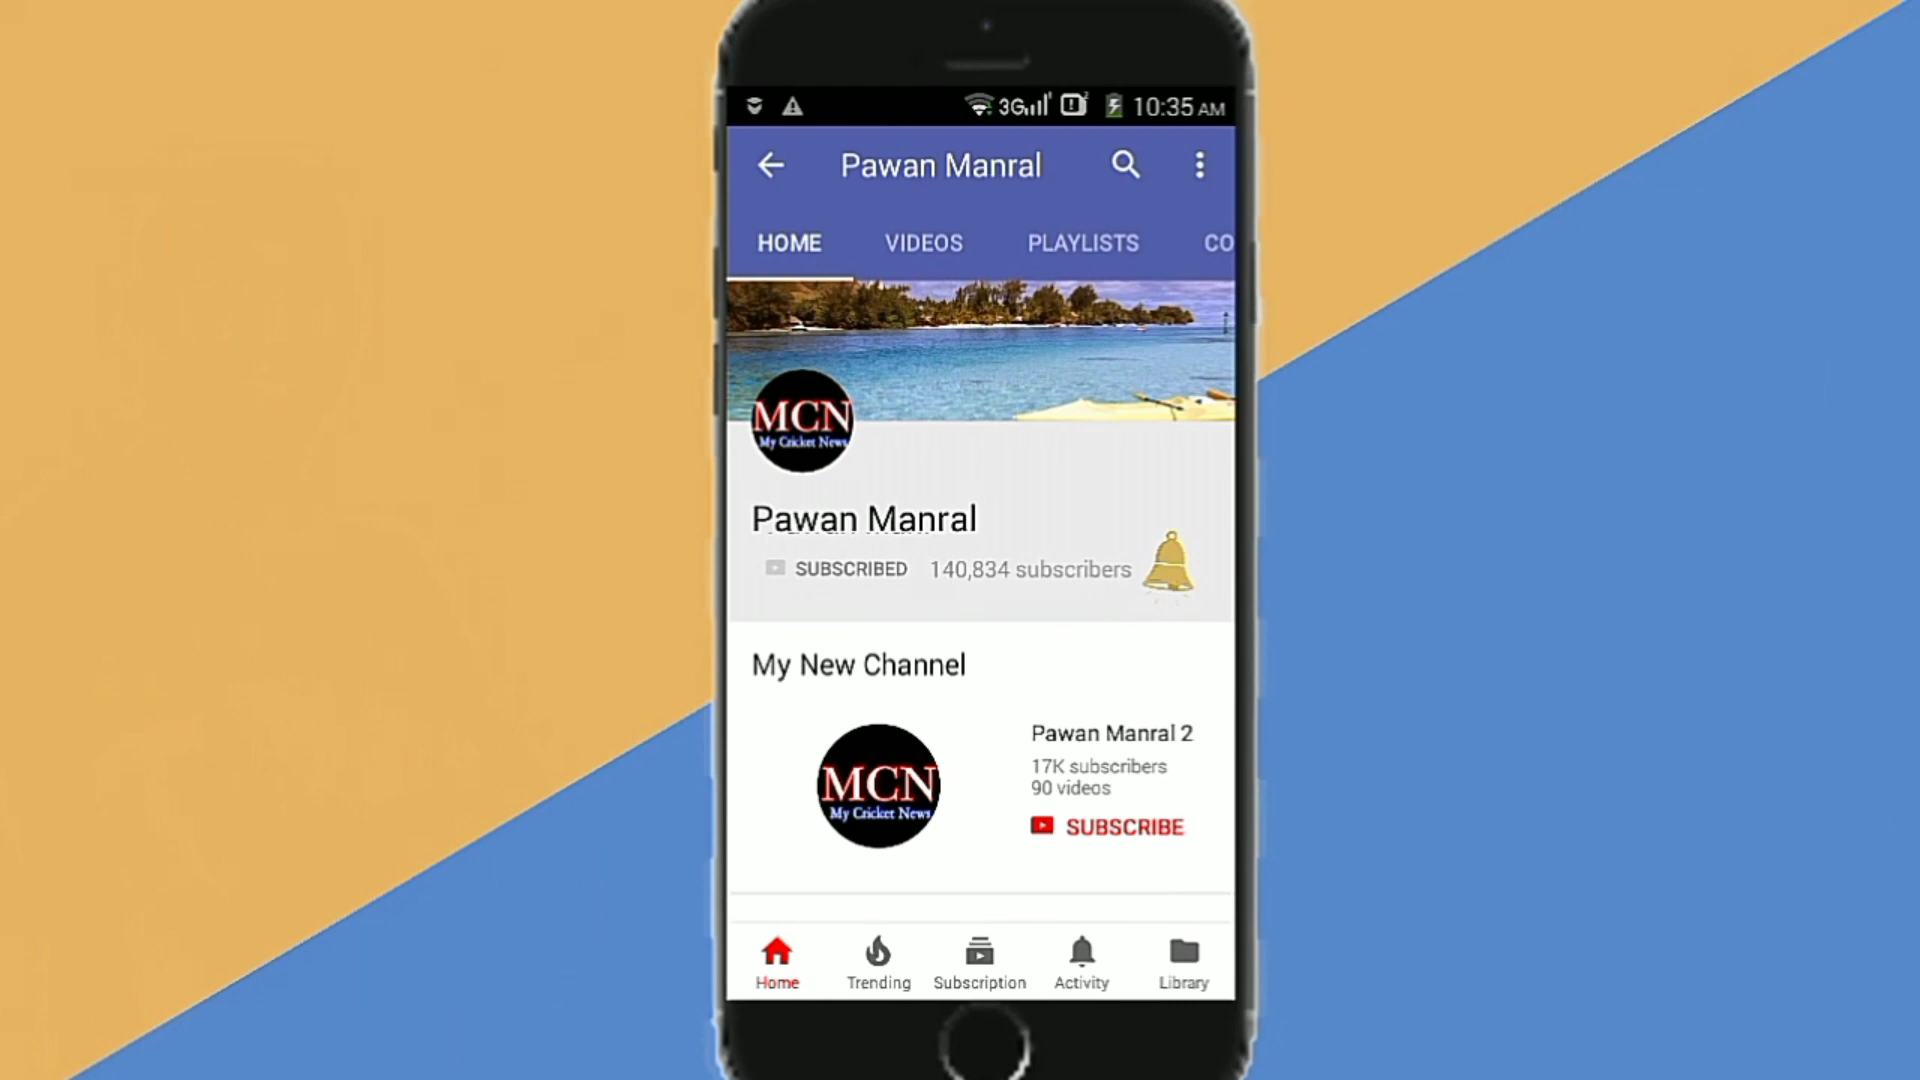 3G 10:35 AM
Pawan Manral
HOME VIDEOS PLAYLISTS CO
MCN
My Cricket News
Pawan Manral
SUBSCRIBED 140,834 subscribers
My New Channel
MCN
My Cricket News
Pawan Manral 2
17K subscribers
90 videos
SUBSCRIBE
Home Trending Subscription Activity Library